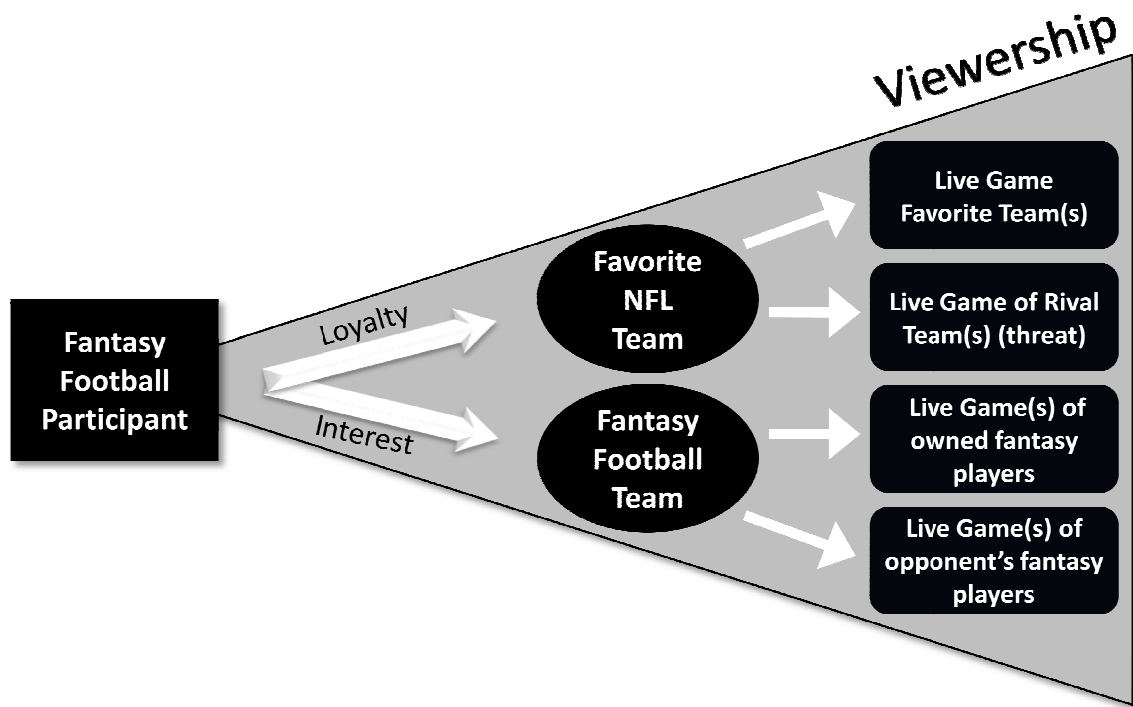 Viewership
Fantasy
Football
Participant
Loyalty
Interest
Favorite
NFL
Team
Fantasy
Football
Team
Live Game
Favorite Team(s)
Live Game of Rival
Team(s) (threat)
Live Game(s) of
owned fantasy
players
Live Game(s) of
opponent’s fantasy
players